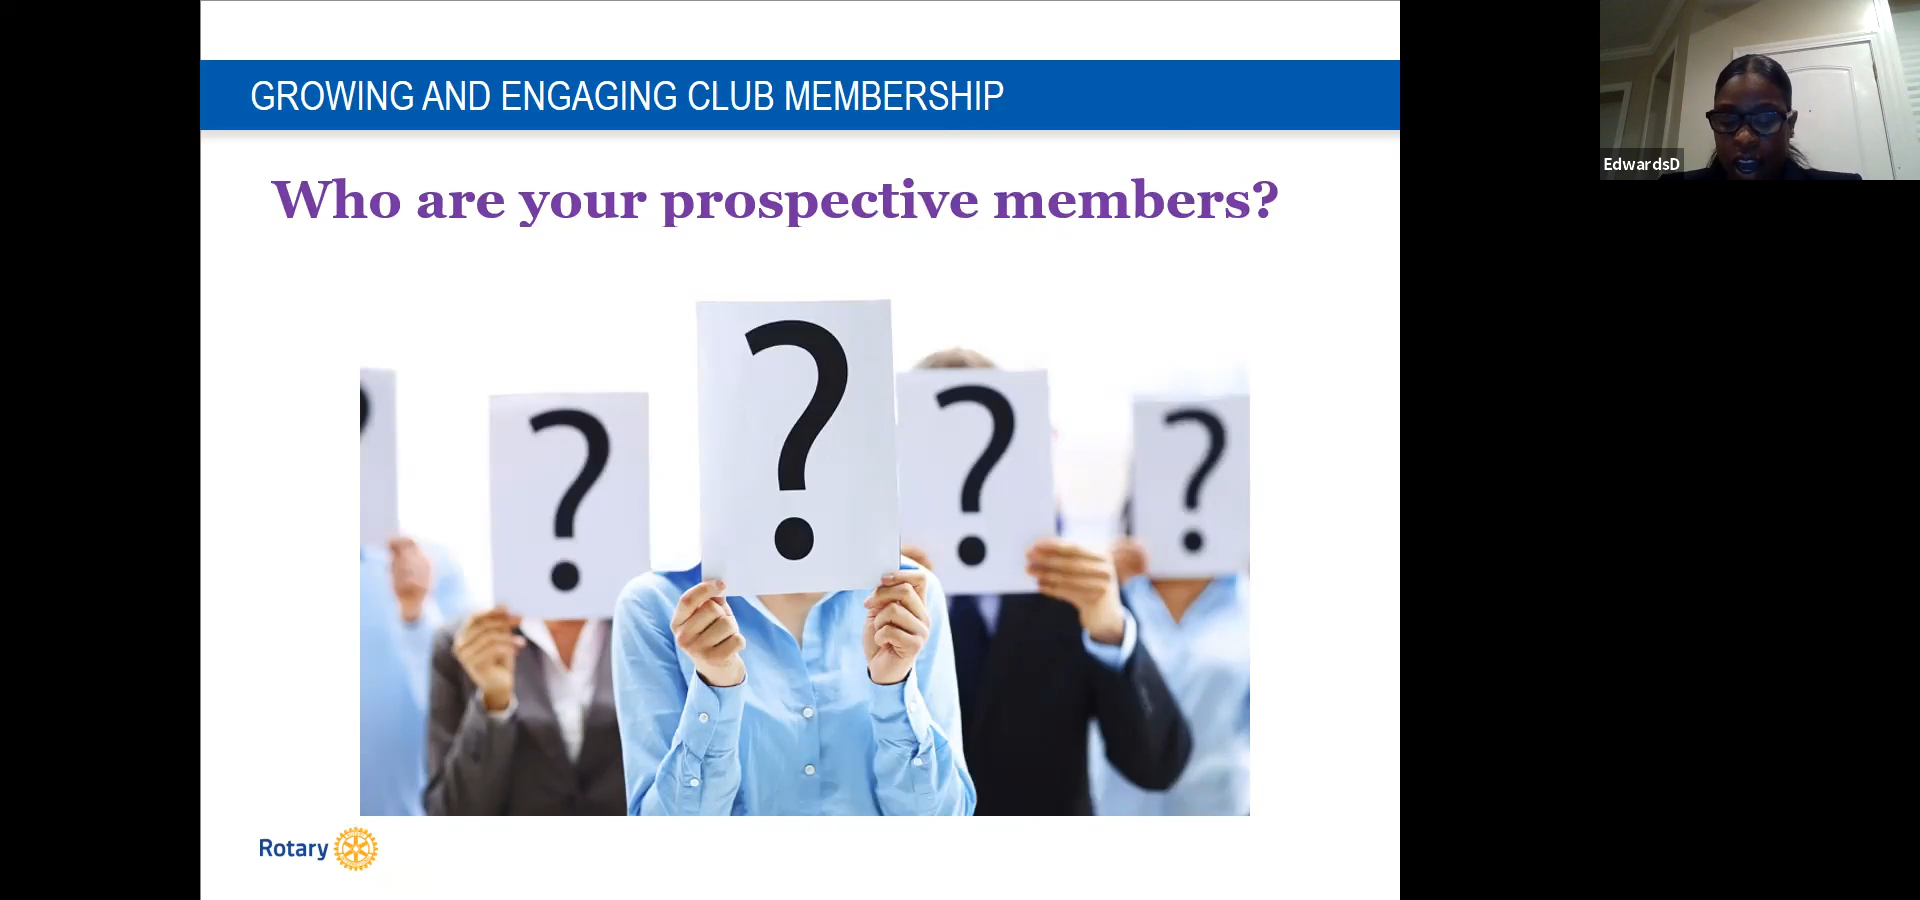 GROWING AND ENGAGING CLUB MEMBERSHIP
EdwardsD
Who are your prospective members?
?
?
?
?
?
Rotary